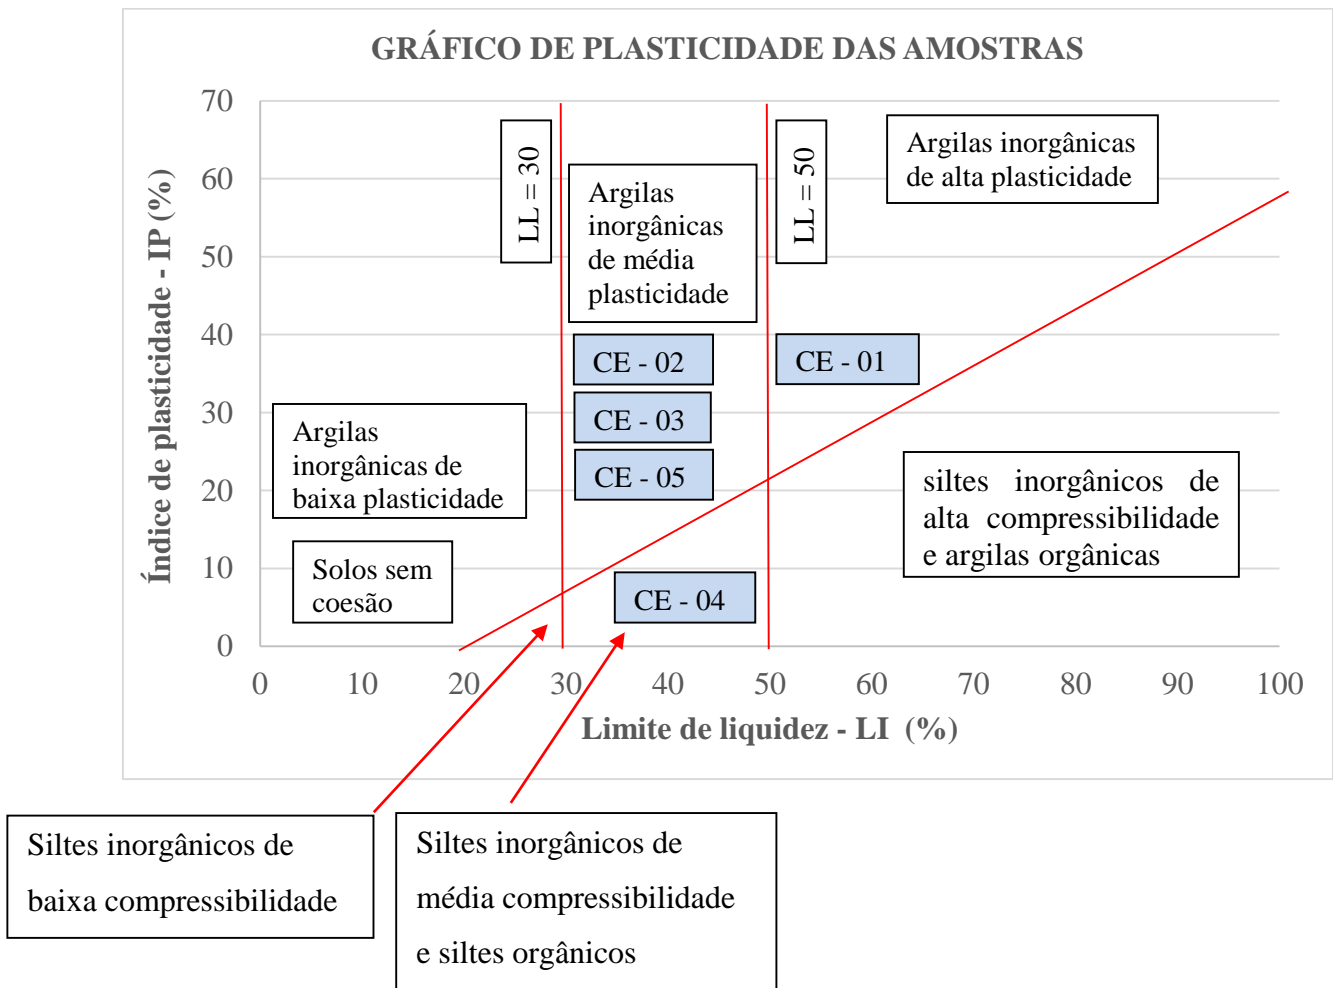 GRÁFICO DE PLASTICIDADE DAS AMOSTRAS
Índice de plasticidade - IP (%)
70
60
50
40
30
20
10
0
LL = 30
Argilas
inorgânicas
de média
plasticidade
LL = 50
Argilas inorgânicas
de alta plasticidade
CE - 02
CE - 01
CE - 03
CE - 05
Argilas
inorgânicas de
baixa plasticidade
siltes inorgânicos de
alta compressibilidade
e argilas orgânicas
Solos sem
coesão
CE - 04
0 10 20 30 40 50 60 70 80 90 100
Limite de liquidez - LI (%)
Siltes inorgânicos de
baixa compressibilidade
Siltes inorgânicos de
média compressibilidade
e siltes orgânicos